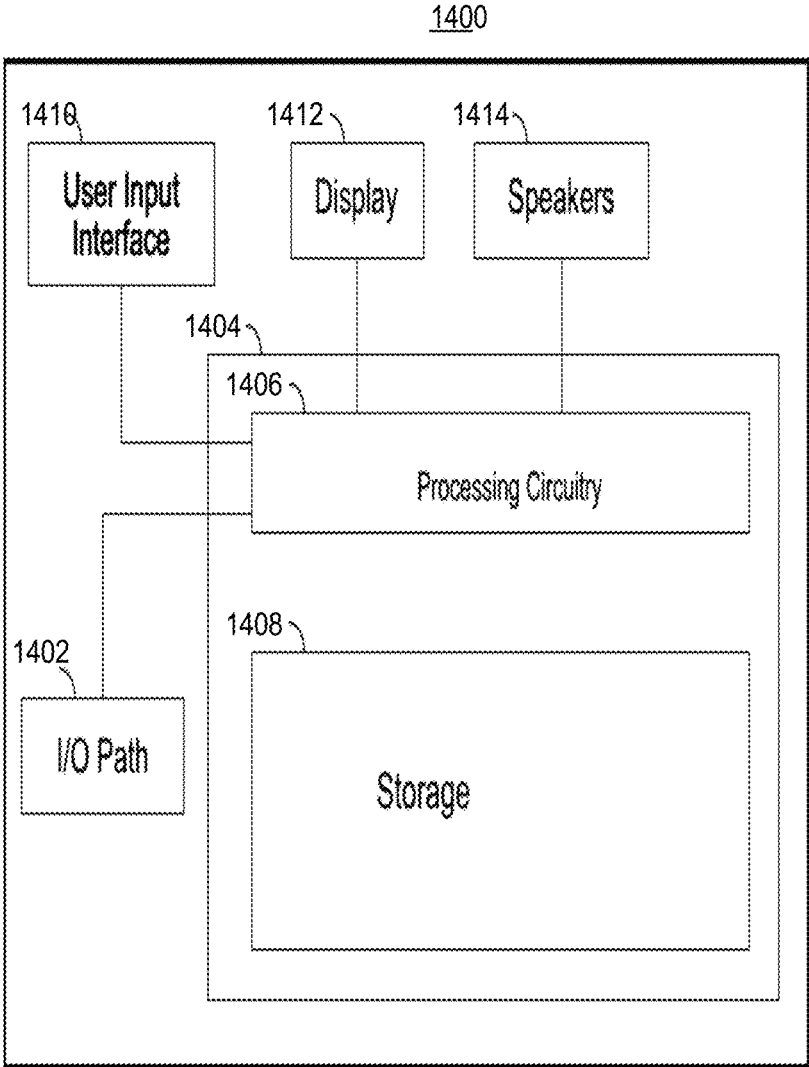 1400
1410
1412
1414
User Input
Interface
Display
Speakers
1404
1406
Processing Circuitry
1408
1402
I/O Path
Storage